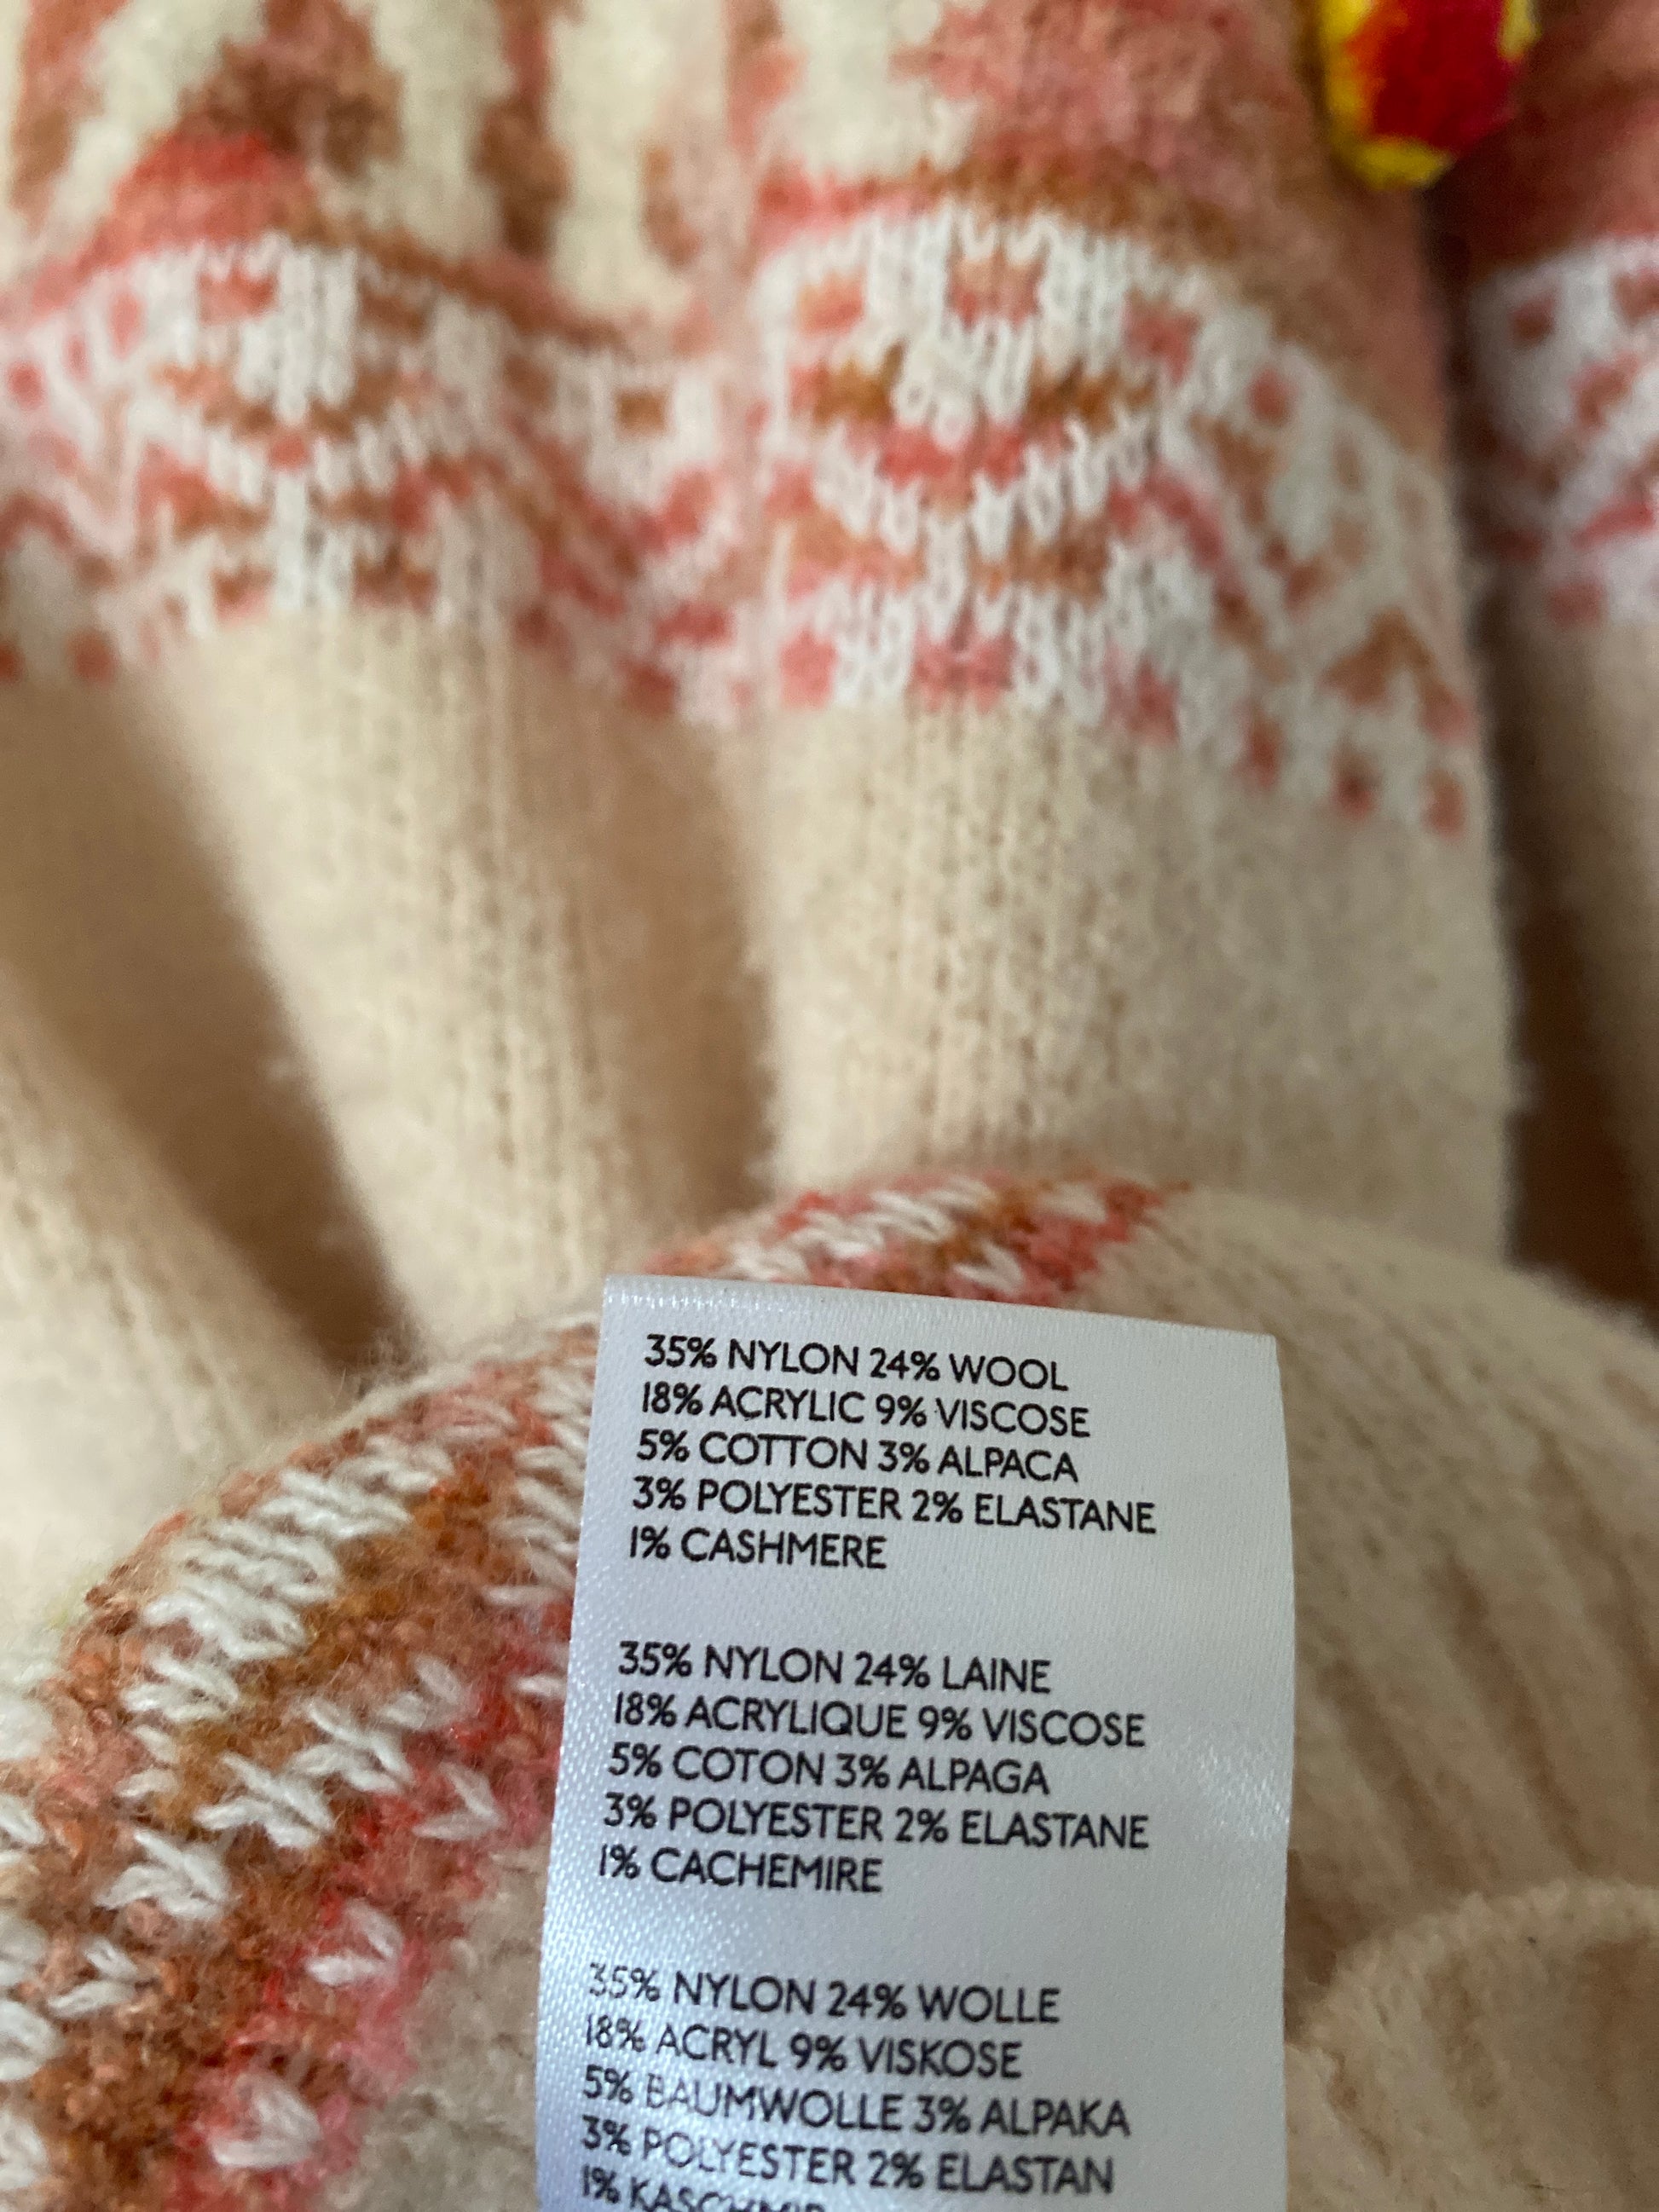 35% NYLON 24% WOOL
18% ACRYLIC 9% VISCOSE
5% COTTON 3% ALPACA
3% POLYESTER 2% ELASTANE
1% CASHMERE
35% NYLON 24% LAINE
18% ACRYLIQUE 9% VISCOSE
5% COTON 3% ALPAGA
3% POLYESTER 2% ELASTANE
1% CACHEMIRE
35% NYLON 24% WOLLE
18% ACRYL 9% VISKOSE
5% BAUMWOLLE 3% ALPAKA
3% POLYESTER 2% ELASTAN
1% KASCHMIR